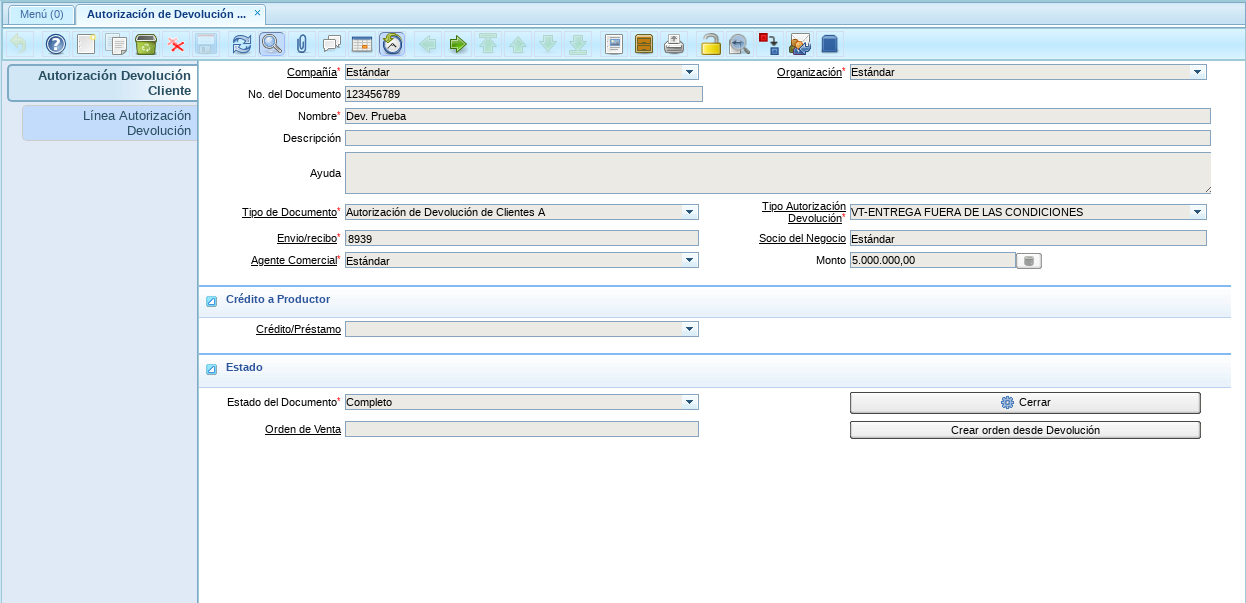 Menú (0)
Autorización de Devolución ...
Autorización Devolución
Cliente
Línea Autorización
Devolución
Compañía* Estándar Organización* Estándar
No. del Documento 123456789
Nombre* Dev. Prueba
Descripción
Ayuda
Tipo de Documento* Autorización de Devolución de Clientes A Tipo Autorización
Devolución* VT-ENTREGA FUERA DE LAS CONDICIONES
Envio/recibo* 8939 Socio del Negocio Estándar
Agente Comercial* Estándar Monto 5.000.000,00
Crédito a Productor
Crédito/Préstamo
Estado
Estado del Documento* Completo Cerrar
Orden de Venta Crear orden desde Devolución